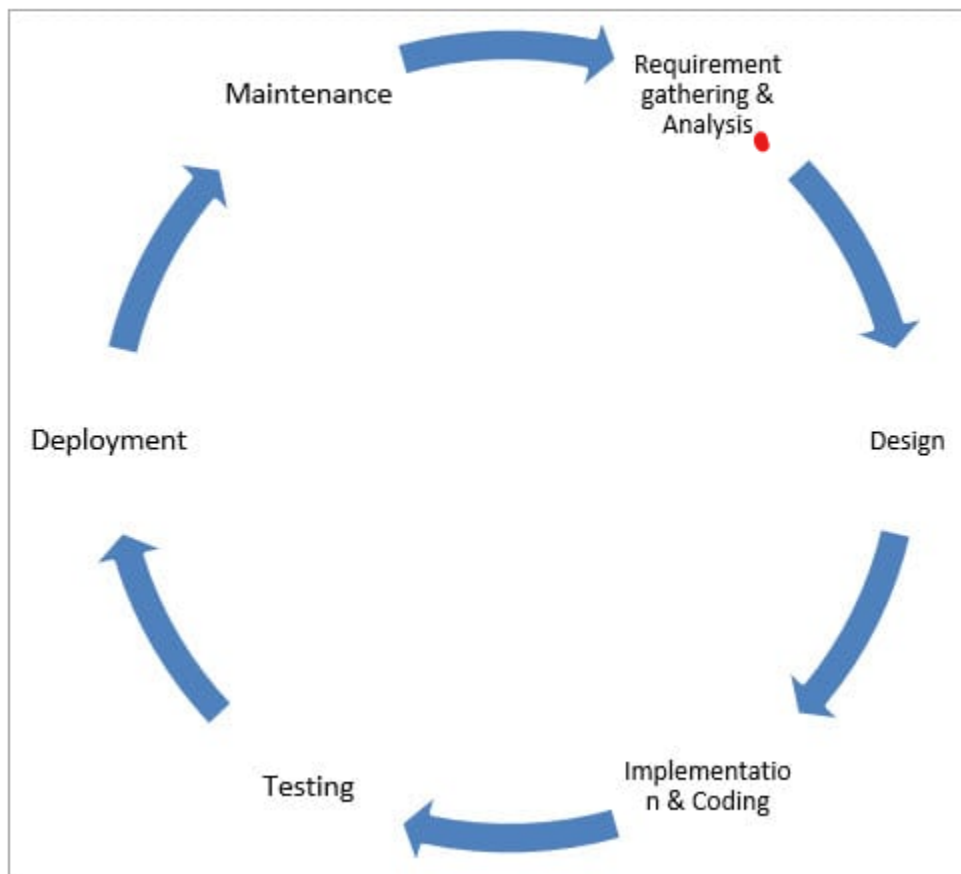 Maintenance
Requirement
gathering &
Analysis
Deployment
Design
Testing
Implementatio
n & Coding